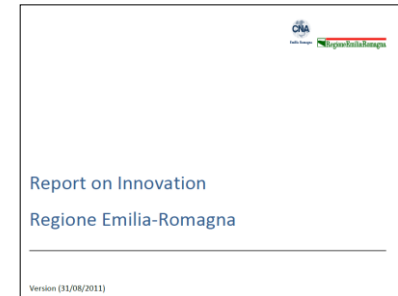 CNA
Emilia Romagna
RegioneEmiliaRomagna
Report on Innovation
Regione Emilia-Romagna
Version (31/08/2011)